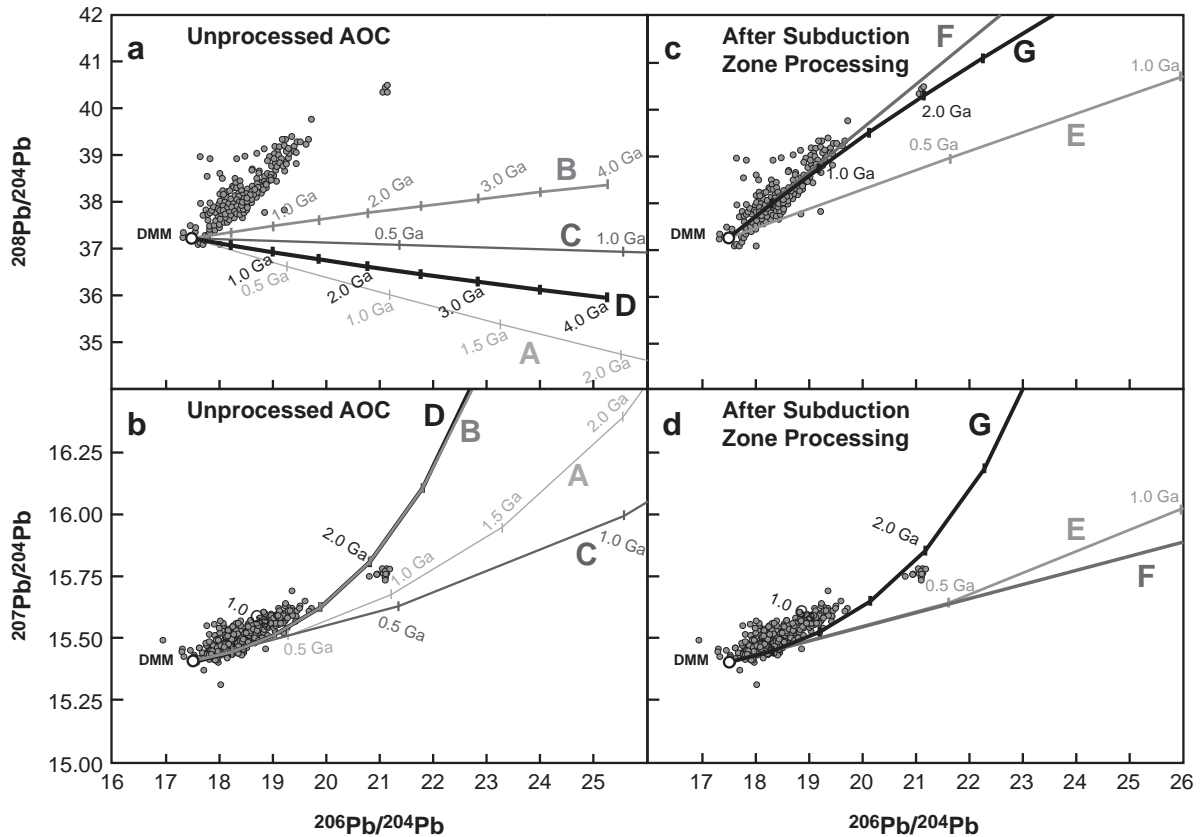 a
Unprocessed AOC
42
41
40
39
38
37
36
35
208Pb/204Pb
DMM
B
1.0 Ga
2.0 Ga
3.0 Ga
4.0 Ga
C
0.5 Ga
1.0 Ga
D
1.0 Ga
2.0 Ga
3.0 Ga
4.0 Ga
A
0.5 Ga
1.0 Ga
1.5 Ga
2.0 Ga
c
After Subduction
Zone Processing
F
G
E
DMM
1.0 Ga
2.0 Ga
0.5 Ga
1.0 Ga
b
Unprocessed AOC
16.25
16.00
15.75
15.50
15.25
15.00
207Pb/204Pb
DMM
D
B
A
C
1.0
2.0 Ga
0.5 Ga
1.0 Ga
1.5 Ga
2.0 Ga
0.5 Ga
1.0 Ga
16 17 18 19 20 21 22 23 24 25
206Pb/204Pb
d
After Subduction
Zone Processing
G
E
F
DMM
1.0
2.0 Ga
0.5 Ga
1.0 Ga
17 18 19 20 21 22 23 24 25 26
206Pb/204Pb